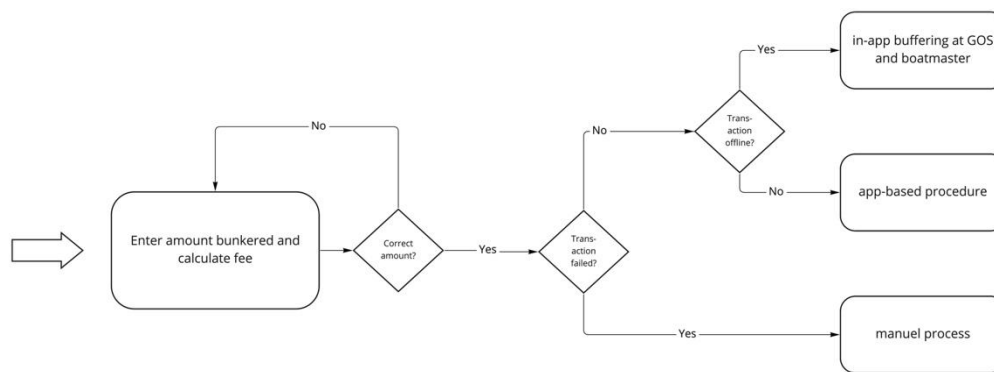 No
Enter amount bunkered and
calculate fee
Correct
amount?
Yes
Trans-
action
failed?
No
Trans-
action
offline?
Yes
in-app buffering at GOS
and boatmaster
No
app-based procedure
Yes
manuel process